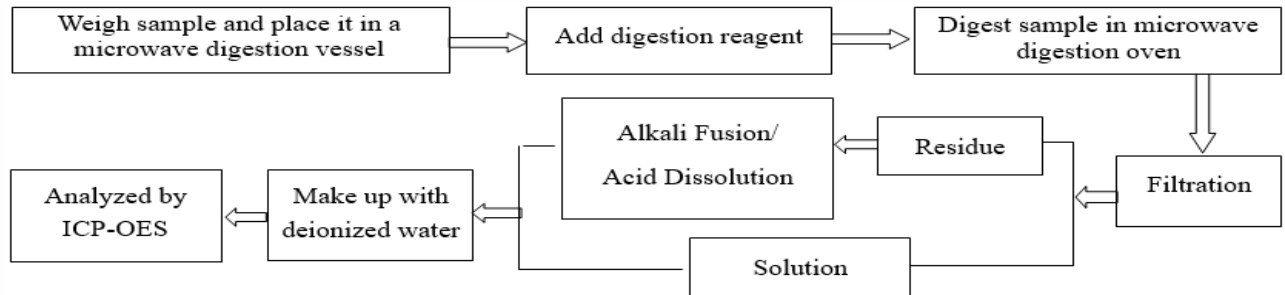 Weigh sample and place it in a
microwave digestion vessel
Add digestion reagent
Digest sample in microwave
digestion oven
Filtration
Residue
Alkali Fusion/
Acid Dissolution
Solution
Make up with
deionized water
Analyzed by
ICP-OES